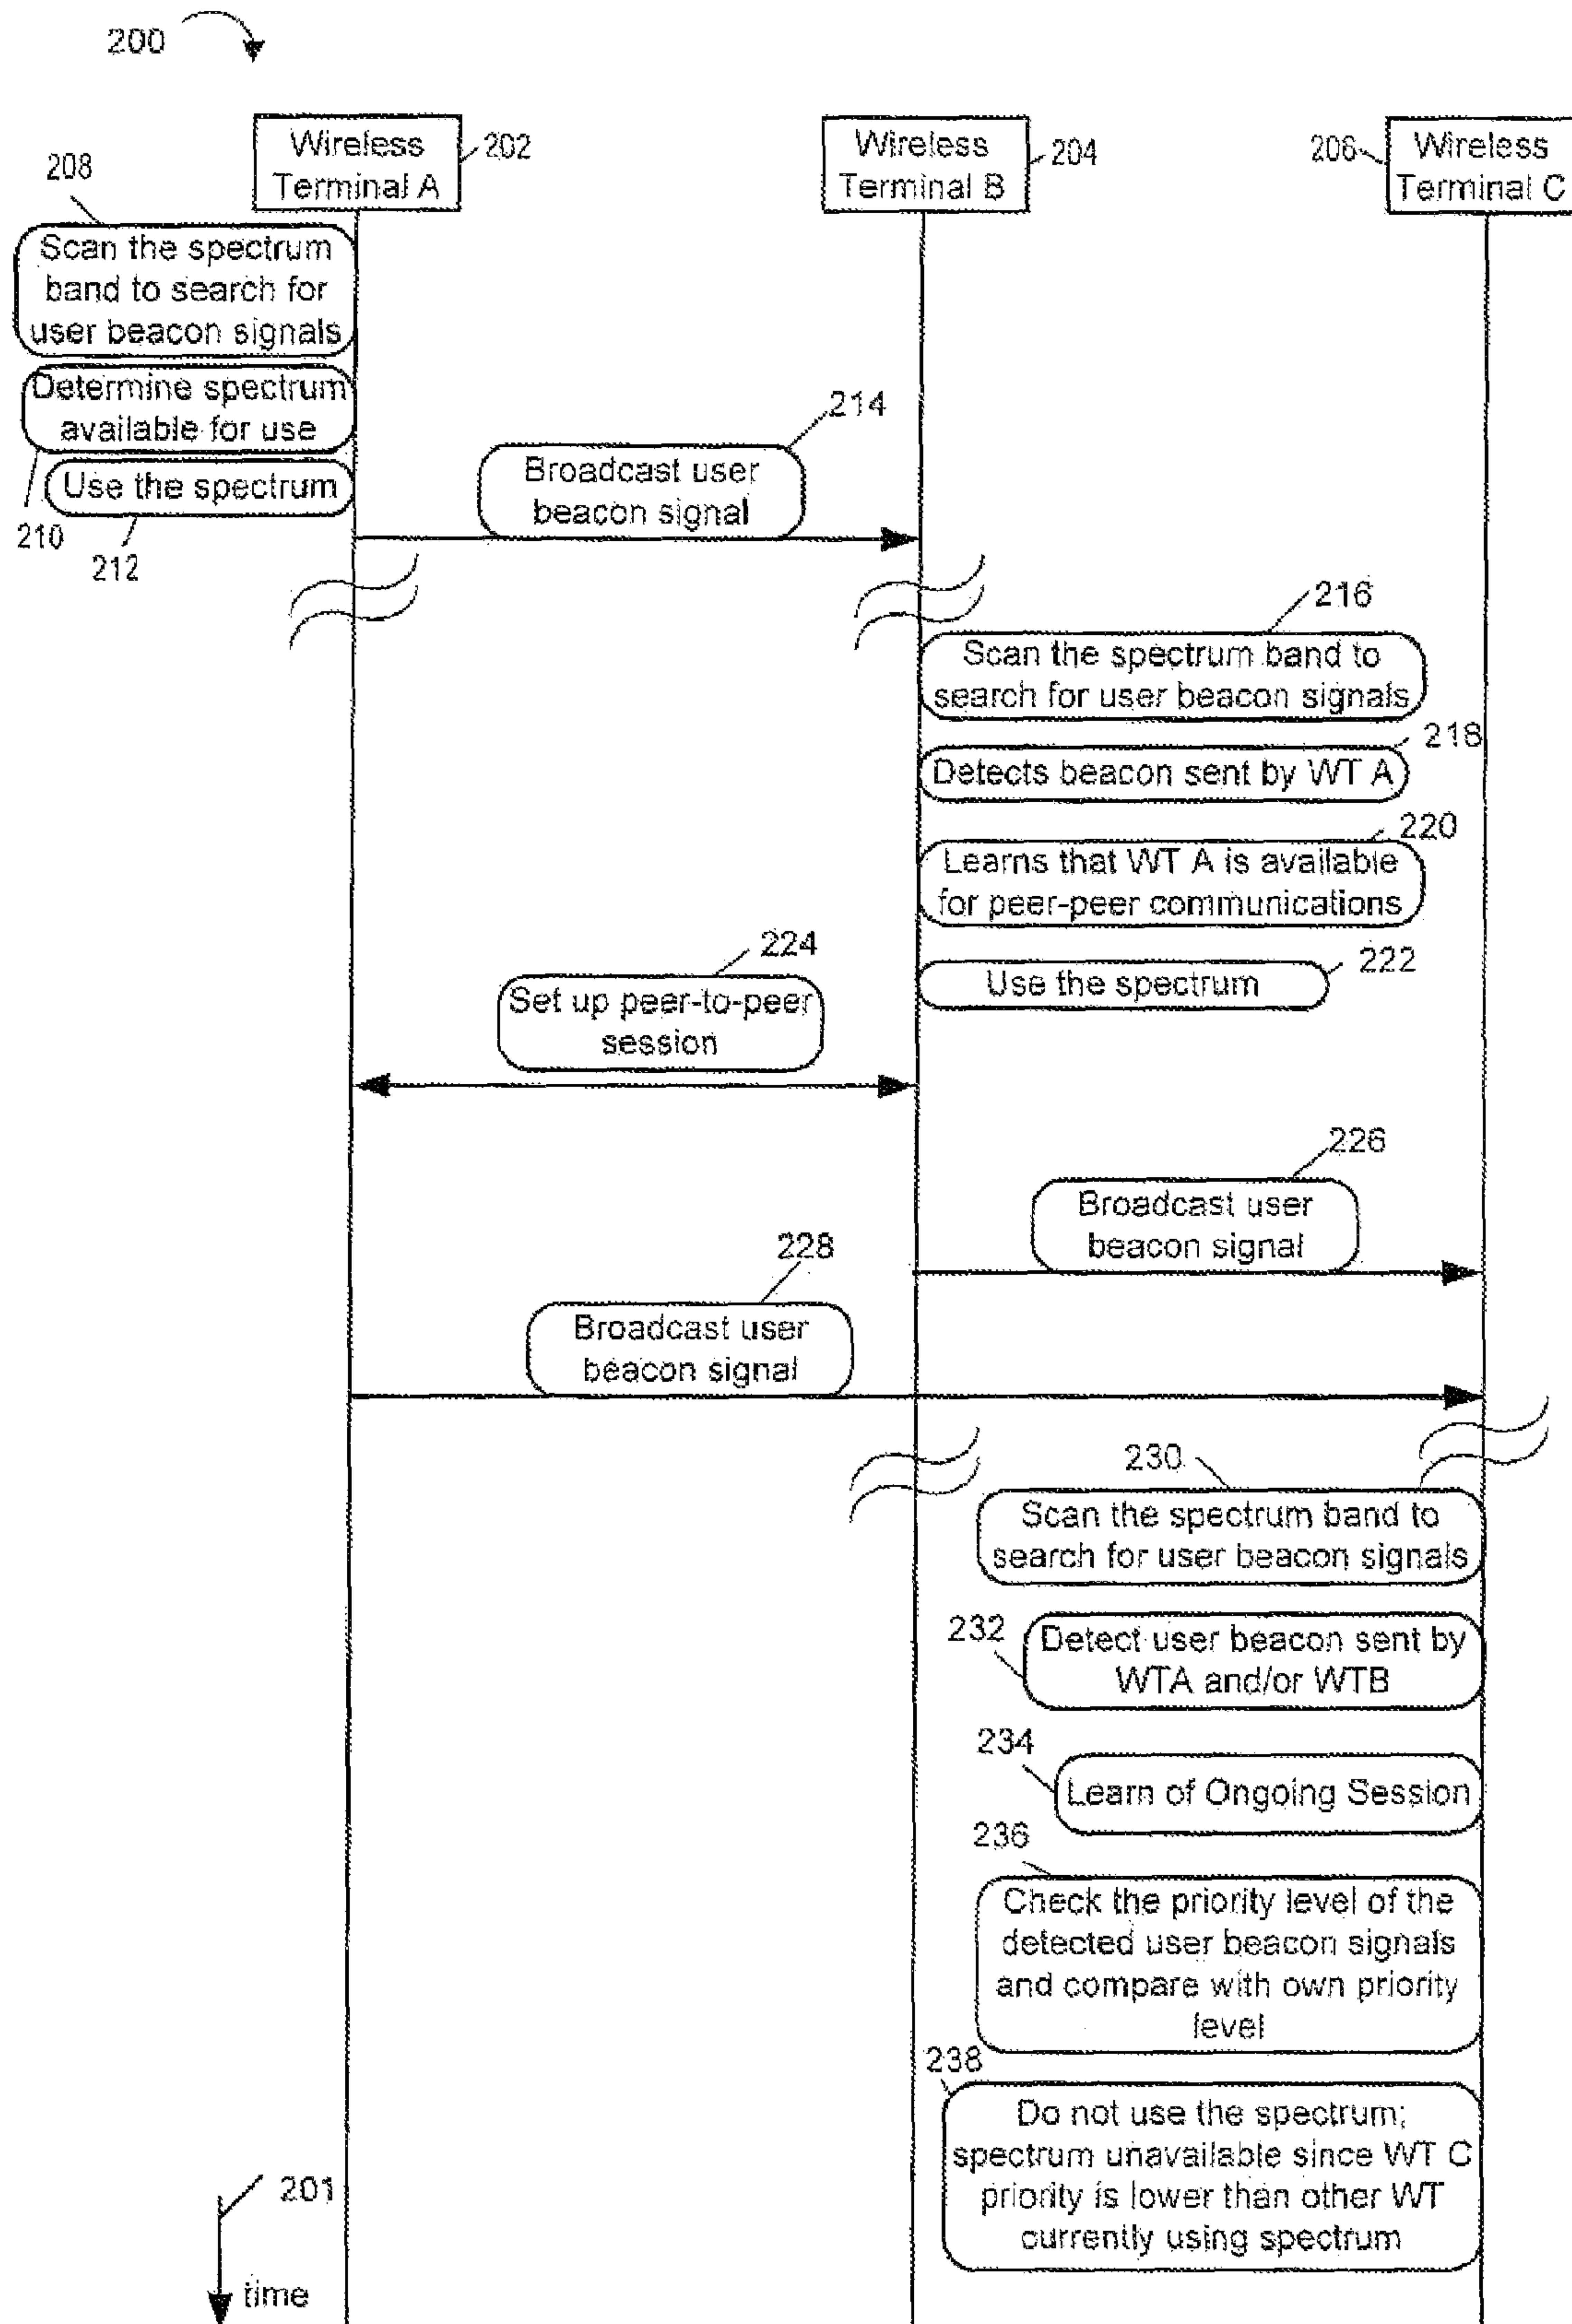 200
Wireless
Terminal A
202
Wireless
Terminal B
204
206
Wireless
Terminal C
208
Scan the spectrum
band to search for
user beacon signals
Determine spectrum
available for use
Use the spectrum
210
212
214
Broadcast user
beacon signal
216
Scan the spectrum band to
search for user beacon signals
218
Detects beacon sent by WT A
220
Learns that WT A is available
for peer-peer communications
222
Use the spectrum
224
Set up peer-to-peer
session
226
Broadcast user
beacon signal
228
Broadcast user
beacon signal
230
Scan the spectrum band to
search for user beacon signals
232
Detect user beacon sent by
WTA and/or WTB
234
Learn of Ongoing Session
236
Check the priority level of the
detected user beacon signals
and compare with own priority
level
238
Do not use the spectrum;
spectrum unavailable since WT C
priority is lower than other WT
currently using spectrum
201
time